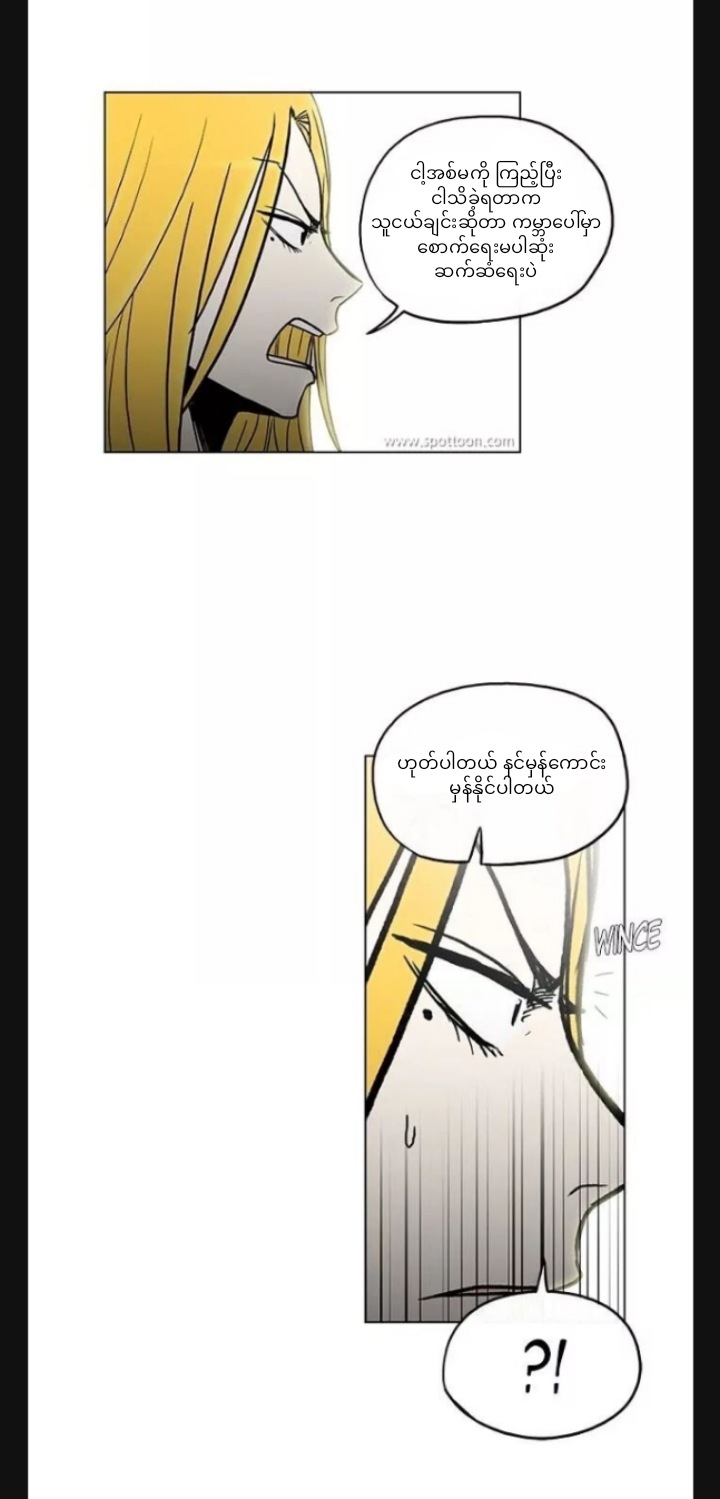 ငါ့အစ်မကို ကြည့်ပြီး
ငါသိခဲ့ရတာက
သူငယ်ချင်းဆိုတာ ကမ္ဘာပေါ်မှာ
စောက်ရေးမပါဆုံး
ဆက်ဆံရေးပဲ
www.spottoon.com
ဟုတ်ပါတယ် နင်မှန်ကောင်း
မှန်နိုင်ပါတယ်
WINCE
?!